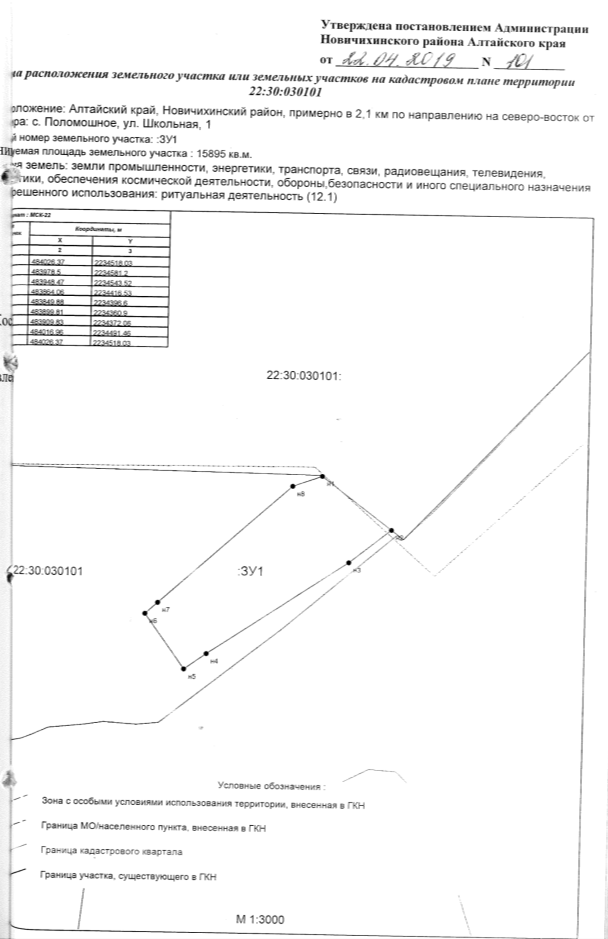 Утверждена постановлением Администрации
Новичихинского района Алтайского края
от 22.04.2019 N 101
на расположения земельного участка или земельных участков на кадастровом плане территории
22:30:030101
оложение: Алтайский край, Новичихинский район, примерно в 2,1 км по направлению на северо-восток от
ра: с. Поломошное, ул. Школьная, 1
й номер земельного участка: :ЗУ1
уемая площадь земельного участка : 15895 кв.м.
ия земель: земли промышленности, энергетики, транспорта, связи, радиовещания, телевидения,
тики, обеспечения космической деятельности, обороны,безопасности и иного специального назначения
решенного использования: ритуальная деятельность (12.1)
нат : МСК-22
Координаты, м
X Y
2 3
484026.37 2234518.03
483978.5 2234581.2
483948.47 2234543.52
483864.06 2234416.53
483849.88 2234396.6
483899.81 2234360.9
483909.83 2234372.06
484016.96 2234491.46
484026.37 2234518.03
22:30:030101:
н1
н8
н2
н3
22:30:030101
:ЗУ1
н7
н6
н4
н5
Условные обозначения :
Зона с особыми условиями использования территории, внесенная в ГКН
Граница МО/населенного пункта, внесенная в ГКН
Граница кадастрового квартала
Граница участка, существующего в ГКН
М 1:3000